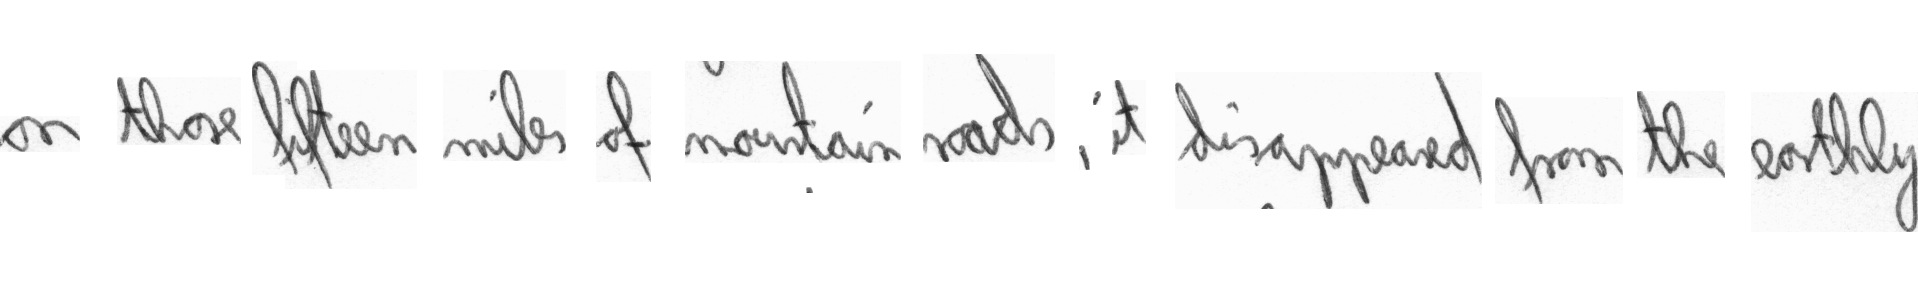 on those fifteen miles of mountain roads, it disappeared from the earthly